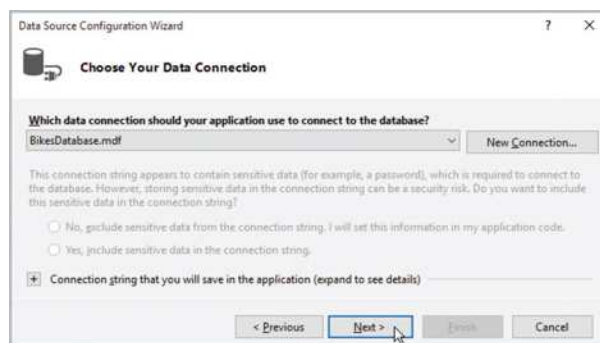 Data Source Configuration Wizard
?
Choose Your Data Connection
Which data connection should your application use to connect to the database?
BikesDatabase.mdf
New Connection...
This connection string appears to contain sensitive data (for example, a password), which is required to connect to
the database. However, storing sensitive data in the connection string can be a security risk. Do you want to include
this sensitive data in the connection string?
No, exclude sensitive data from the connection string. I will set this information in my application code.
Yes, include sensitive data in the connection string.
Connection string that you will save in the application (expand to see details)
< Previous
Next >
Finish
Cancel